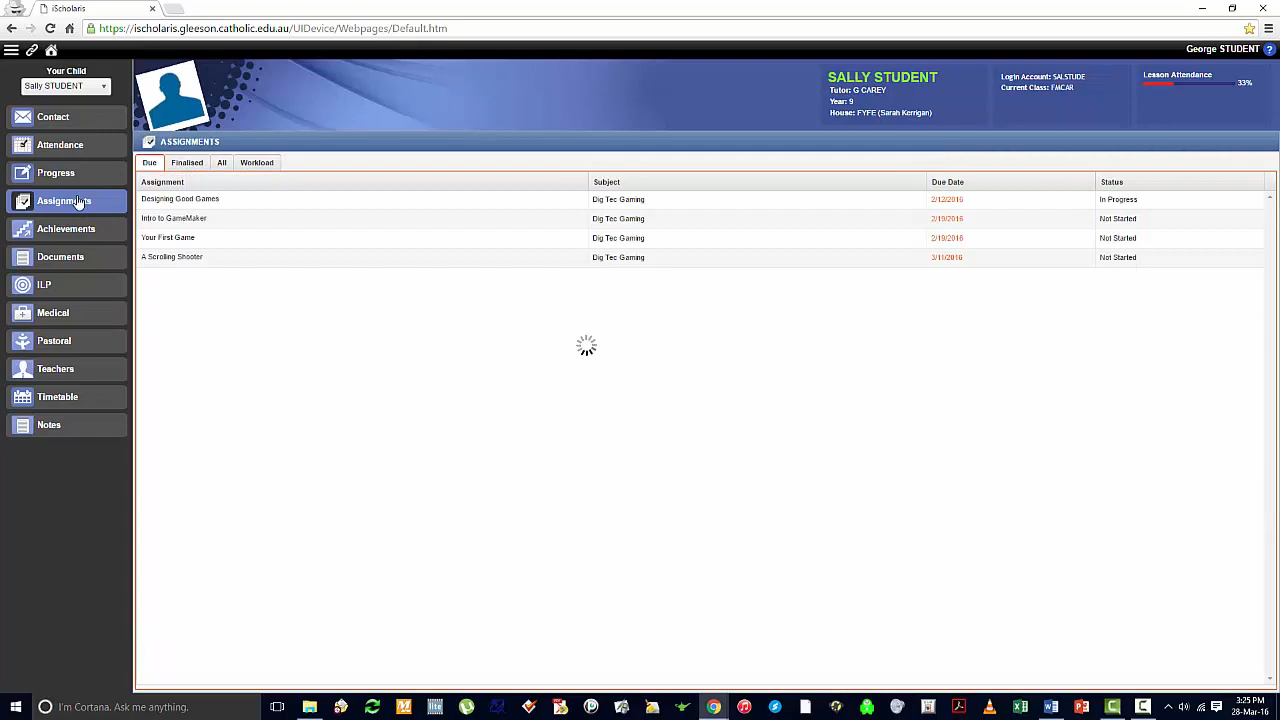 iScholaris
https://ischolaris.gleeson.catholic.edu.au/UIDevice/Webpages/Default.htm
George STUDENT ?
Your Child
Sally STUDENT
Contact
Attendance
Progress
Assignments
Achievements
Documents
ILP
Medical
Pastoral
Teachers
Timetable
Notes
SALLY STUDENT
Tutor: G CAREY
Year: 9
House: FYFE (Sarah Kerrigan)
Login Account: SALSTUDE
Current Class: FMCAR
Lesson Attendance
33%
ASSIGNMENTS
Due Finalised All Workload
Assignment Subject Due Date Status
Designing Good Games Dig Tec Gaming 2/12/2016 In Progress
Intro to GameMaker Dig Tec Gaming 2/19/2016 Not Started
Your First Game Dig Tec Gaming 2/19/2016 Not Started
A Scrolling Shooter Dig Tec Gaming 3/11/2016 Not Started
I'm Cortana. Ask me anything.
lite
3:25 PM
28-Mar-16